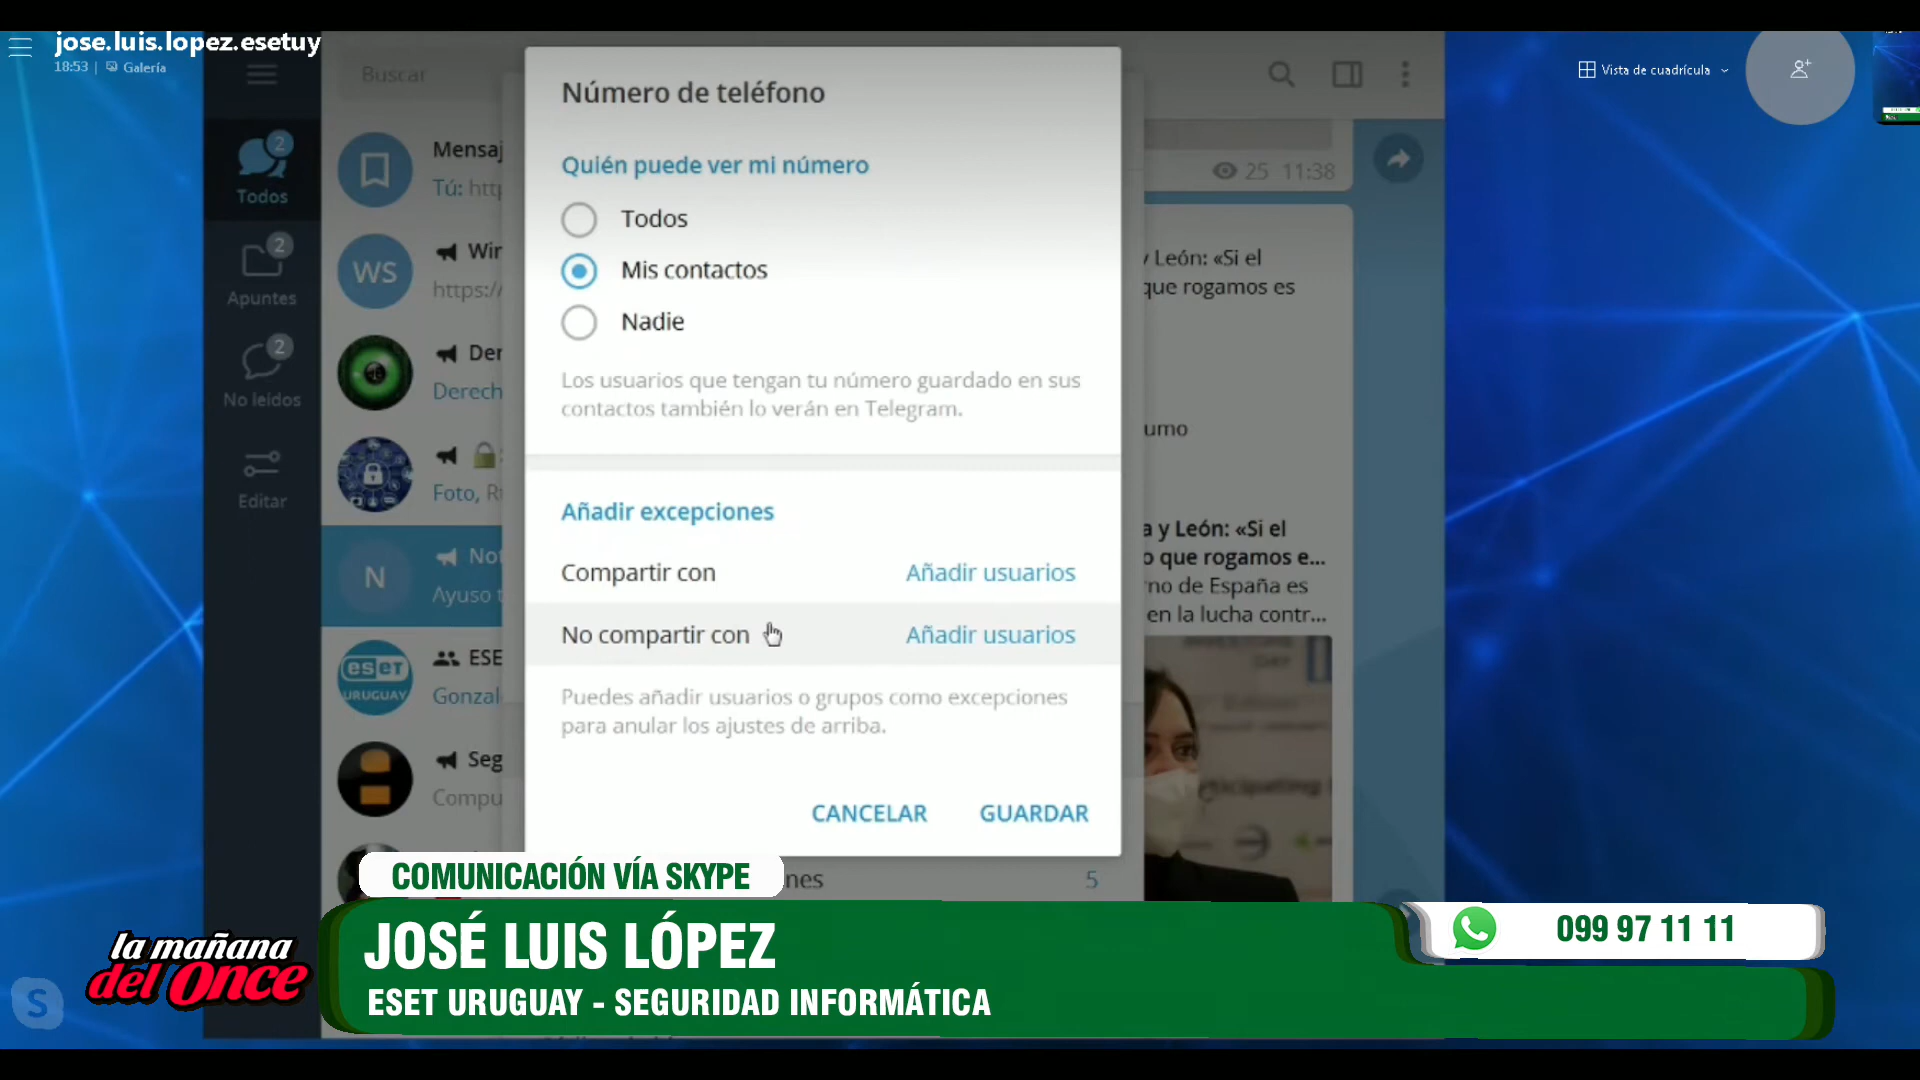 jose.luis.lopez.esetuy
18:53 | Galería
Vista de cuadrícula
Buscar
2
Todos
2
Apuntes
2
No leídos
Editar
Mensaj
Tú: http
WS
Wir
https:/
Der
Derech
Foto,
N
Not
Ayuso t
eseT
URUGUAY
ESE
Gonzal
Seg
Compu
Número de teléfono
Quién puede ver mi número
Todos
Mis contactos
Nadie
Los usuarios que tengan tu número guardado en sus
contactos también lo verán en Telegram.
Añadir excepciones
Compartir con Añadir usuarios
No compartir con Añadir usuarios
Puedes añadir usuarios o grupos como excepciones
para anular los ajustes de arriba.
CANCELAR GUARDAR
nes 5
25 11:38
y León: «Si el
que rogamos es
umo
a y León: «Si el
o que rogamos e...
no de España es
en la lucha contr...
COMUNICACIÓN VÍA SKYPE
JOSÉ LUIS LÓPEZ
ESET URUGUAY - SEGURIDAD INFORMÁTICA
la mañana
del Once
S
099 97 11 11